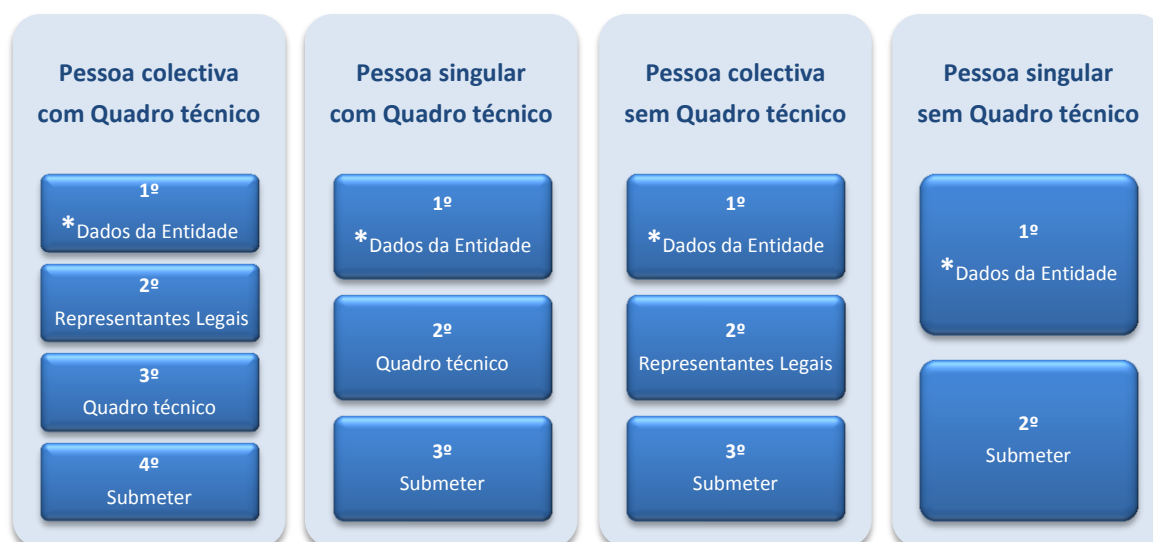 Pessoa colectiva
com Quadro técnico
1º
*Dados da Entidade
2º
Representantes Legais
3º
Quadro técnico
4º
Submeter
Pessoa singular
com Quadro técnico
1º
*Dados da Entidade
2º
Quadro técnico
3º
Submeter
Pessoa colectiva
sem Quadro técnico
1º
*Dados da Entidade
2º
Representantes Legais
3º
Submeter
Pessoa singular
sem Quadro técnico
1º
*Dados da Entidade
2º
Submeter